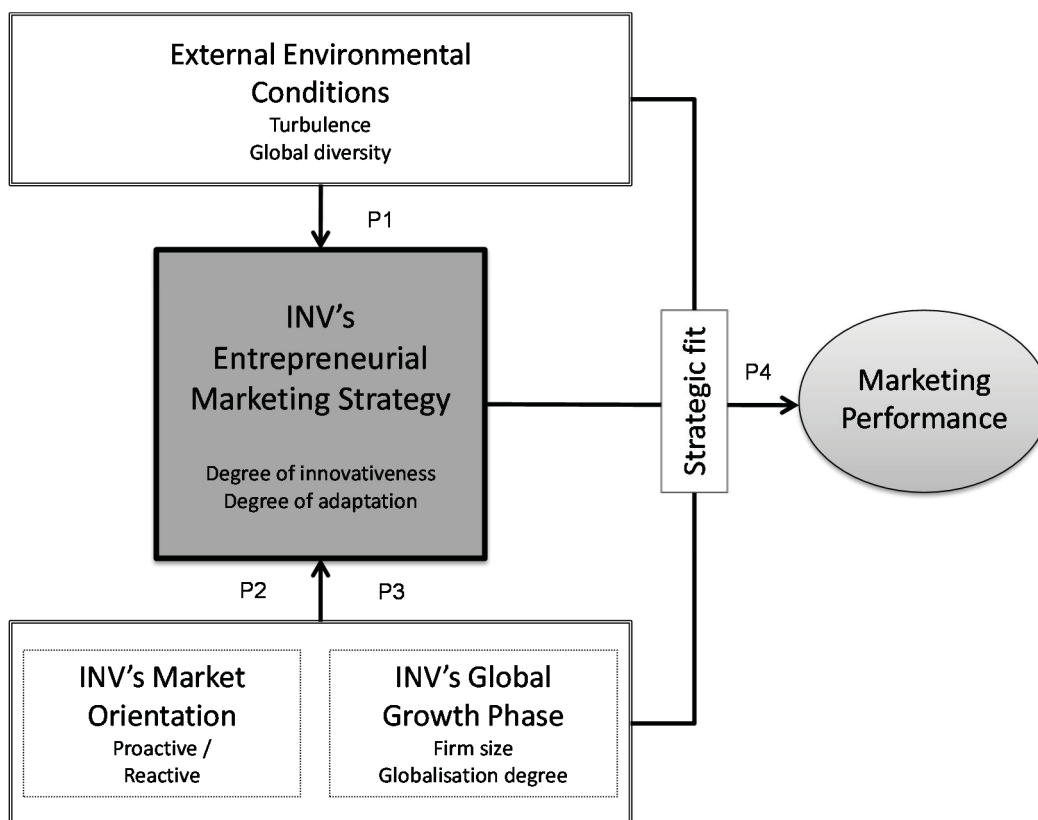 External Environmental
Conditions
Turbulence
Global diversity
P1
INV’s
Entrepreneurial
Marketing Strategy
Degree of innovativeness
Degree of adaptation
Strategic fit
P4
Marketing
Performance
P2
P3
INV’s Market
Orientation
Proactive /
Reactive
INV’s Global
Growth Phase
Firm size
Globalisation degree